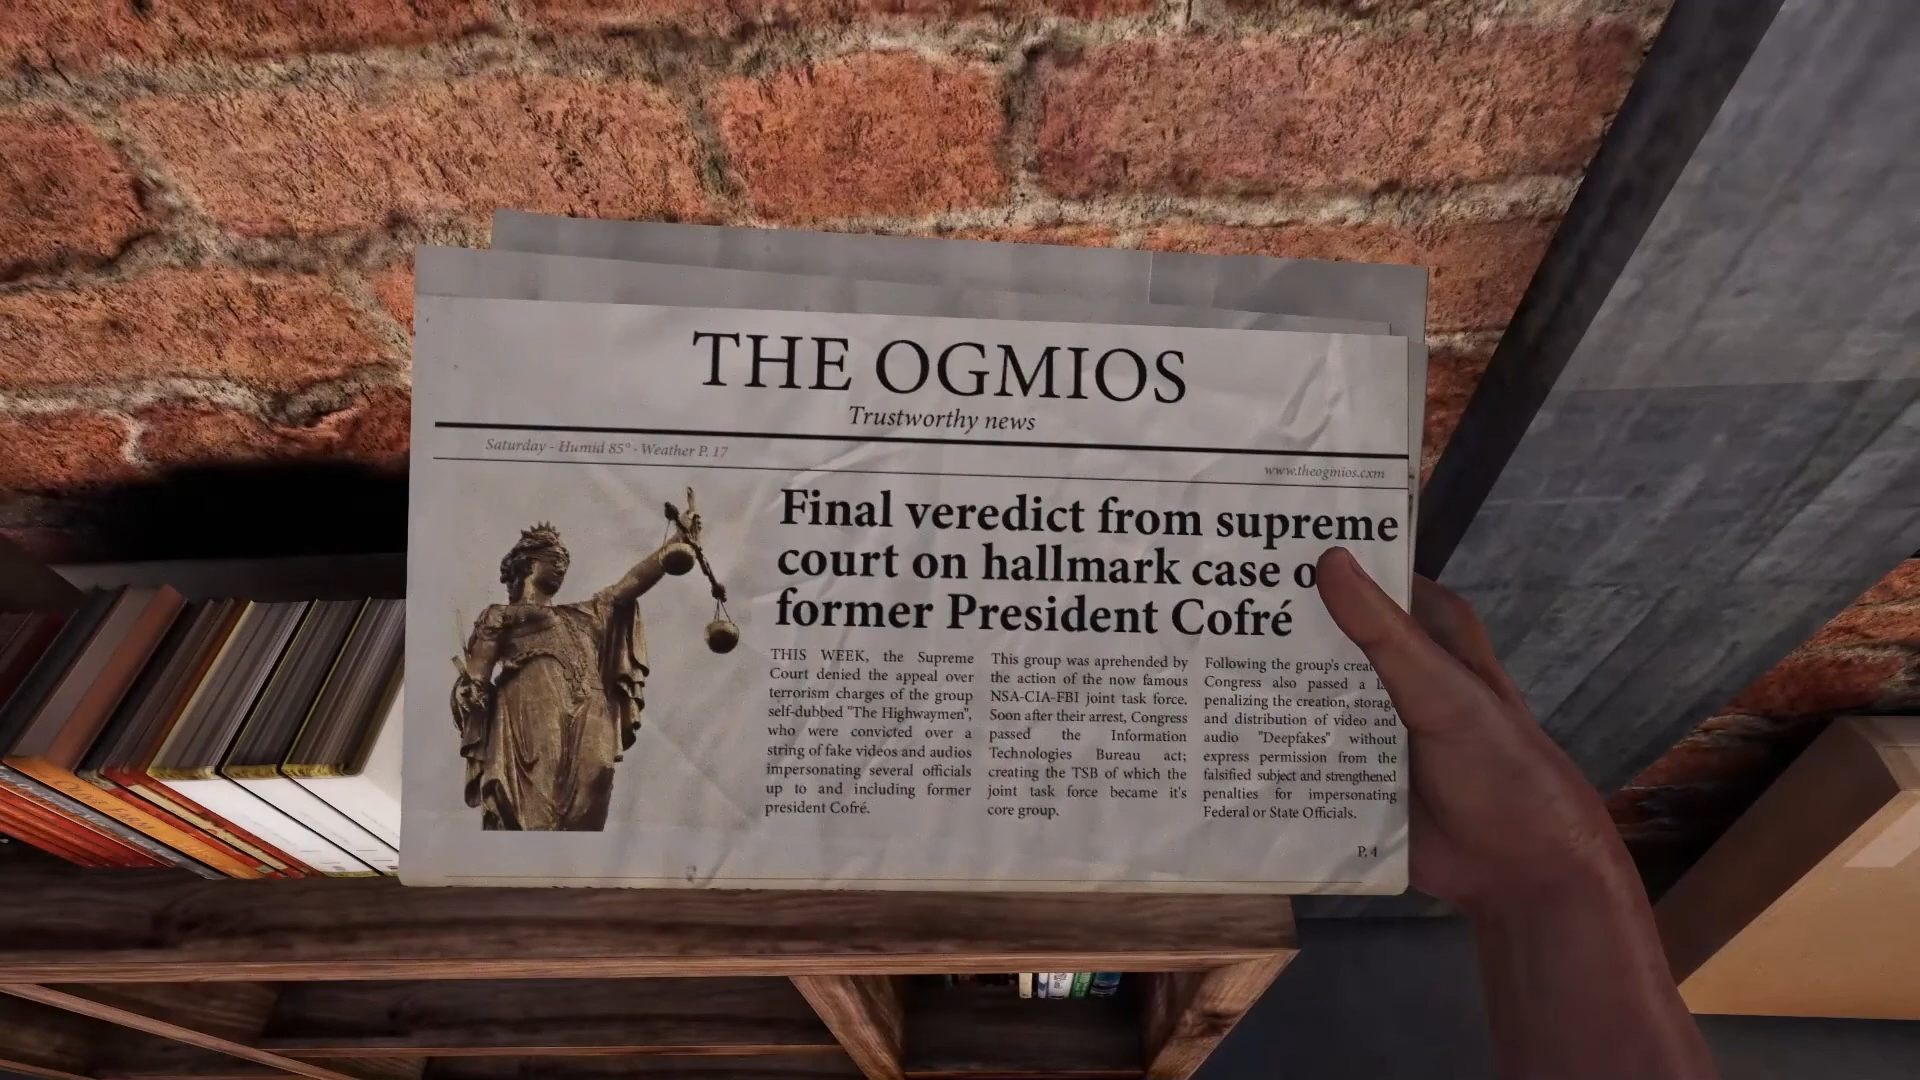 THE OGMIOS
Trustworthy news
Saturday - Humid 85° - Weather P. 17
www.theogmios.cxm
Final veredict from supreme
court on hallmark case
former President Cofré
THIS WEEK, the Supreme
Court denied the appeal over
terrorism charges of the group
self-dubbed "The Highwaymen",
who were convicted over a
string of fake videos and audios
impersonating several officials
up to and including former
president Cofré.
This group was aprehended by
the action of the now famous
NSA-CIA-FBI joint task force.
Soon after their arrest, Congress
passed the Information
Technologies Bureau act;
creating the TSB of which the
joint task force became it's
core group.
Following the group's
Congress also passed a
penalizing the creation, storage
and distribution of video and
audio "Deepfakes" without
express permission from the
falsified subject and strengthened
penalties for impersonating
Federal or State Officials.
P. 4